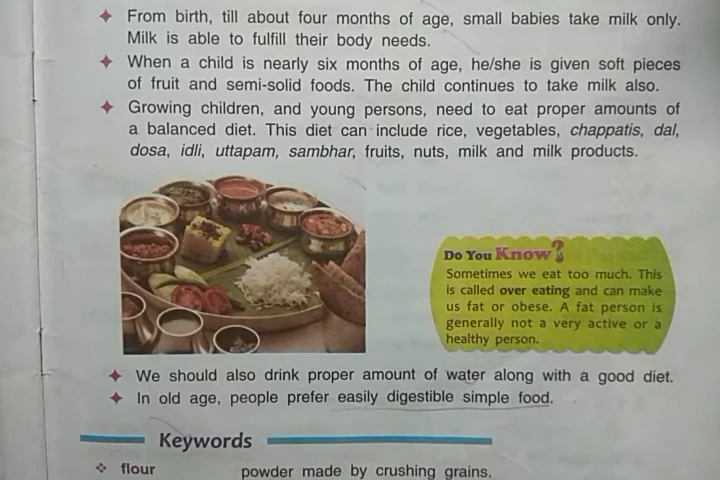 From birth, till about four months of age, small babies take milk only.
Milk is able to fulfill their body needs.
When a child is nearly six months of age, he/she is given soft pieces
of fruit and semi-solid foods. The child continues to take milk also.
Growing children, and young persons, need to eat proper amounts of
a balanced diet. This diet can include rice, vegetables, chappatis, dal,
dosa, idli, uttapam, sambhar, fruits, nuts, milk and milk products.
Do You Know?
Sometimes we eat too much. This
is called over eating and can make
us fat or obese. A fat person is
generally not a very active or a
healthy person.
We should also drink proper amount of water along with a good diet.
In old age, people prefer easily digestible simple food.
Keywords
flour powder made by crushing grains.